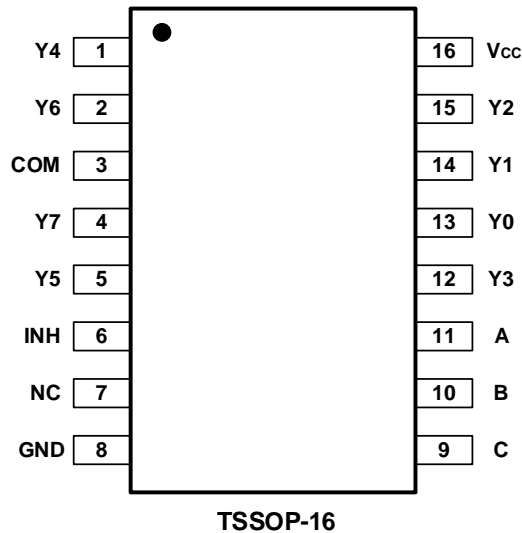 Y4 1 16 Vcc
Y6 2 15 Y2
COM 3 14 Y1
Y7 4 13 Y0
Y5 5 12 Y3
INH 6 11 A
NC 7 10 B
GND 8 9 C
TSSOP-16